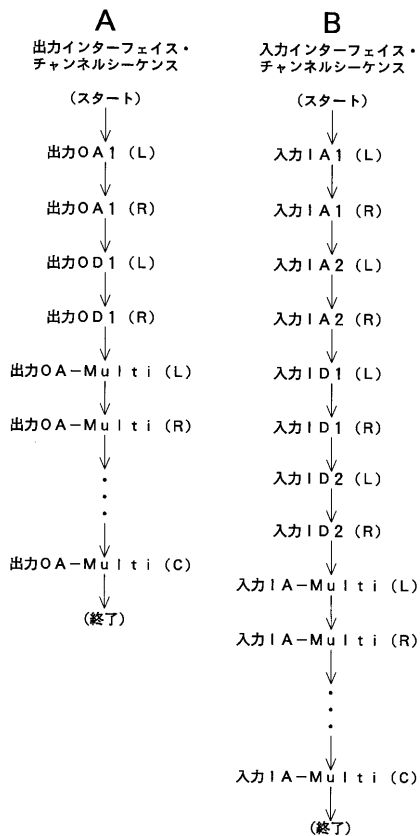 A
出力インターフェイス・
チャンネルシーケンス
(スタート)
出力OA1(L)
出力OA1(R)
出力OD1(L)
出力OD1(R)
出力OA-Multi(L)
出力OA-Multi(R)
出力OA-Multi(C)
(終了)
B
入力インターフェイス・
チャンネルシーケンス
(スタート)
入力IA1(L)
入力IA1(R)
入力IA2(L)
入力IA2(R)
入力ID1(L)
入力ID1(R)
入力ID2(L)
入力ID2(R)
入力IA-Multi(L)
入力IA-Multi(R)
入力IA-Multi(C)
(終了)